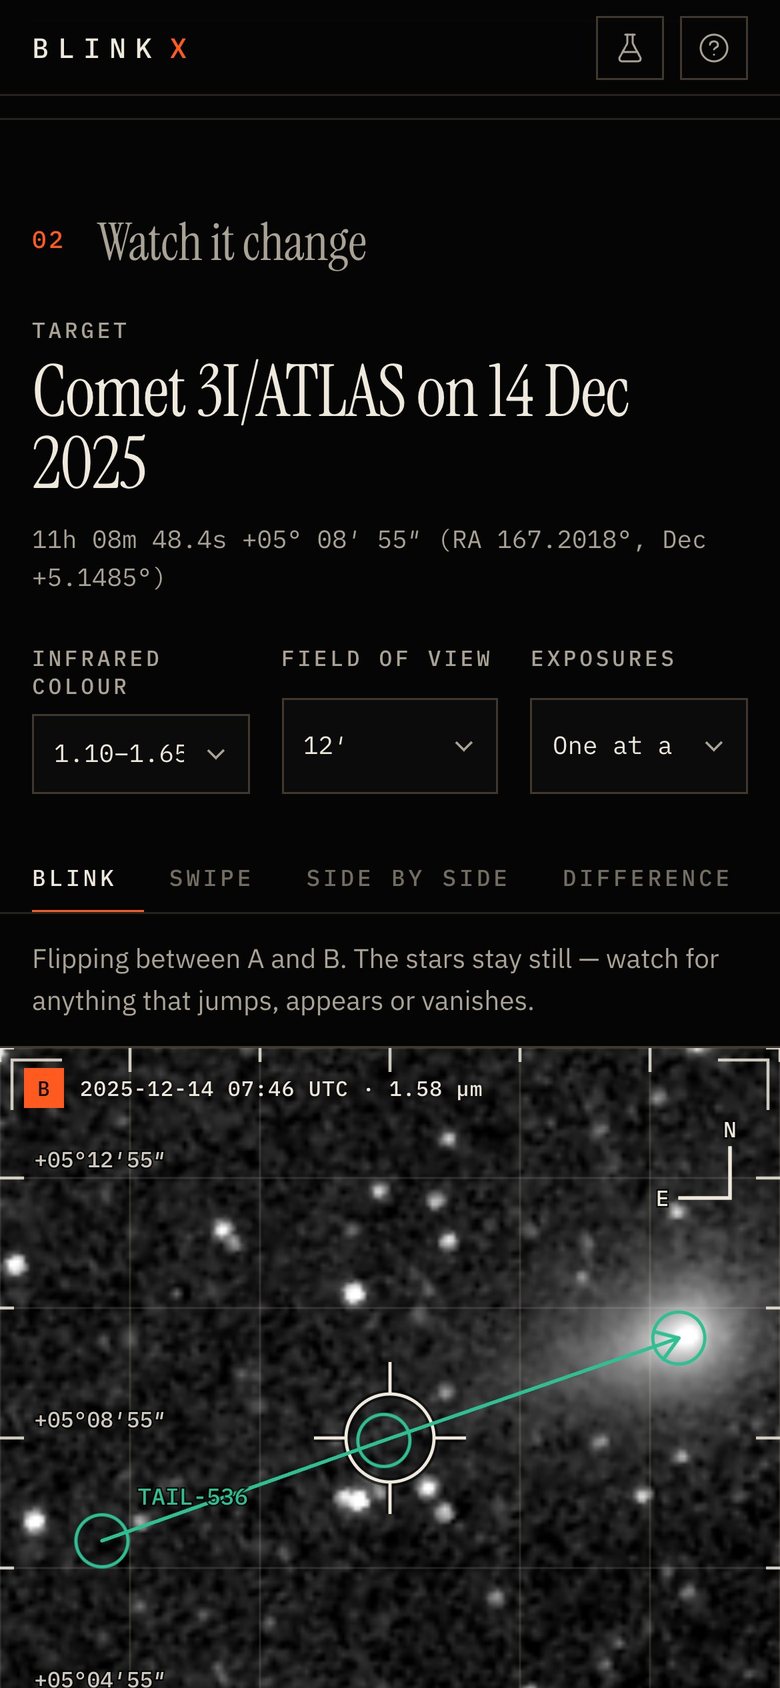 BLINK X
02 Watch it change
TARGET
Comet 3I/ATLAS on 14 Dec
2025
11h 08m 48.4s +05° 08′ 55″ (RA 167.2018°, Dec
+5.1485°)
INFRARED
COLOUR
FIELD OF VIEW
EXPOSURES
1.10–1.65
12′
One at a
BLINK SWIPE SIDE BY SIDE DIFFERENCE
Flipping between A and B. The stars stay still — watch for
anything that jumps, appears or vanishes.
B 2025-12-14 07:46 UTC · 1.58 µm
N
+05°12′55″
E
+05°08′55″
TAIL-536
+05°04′55″